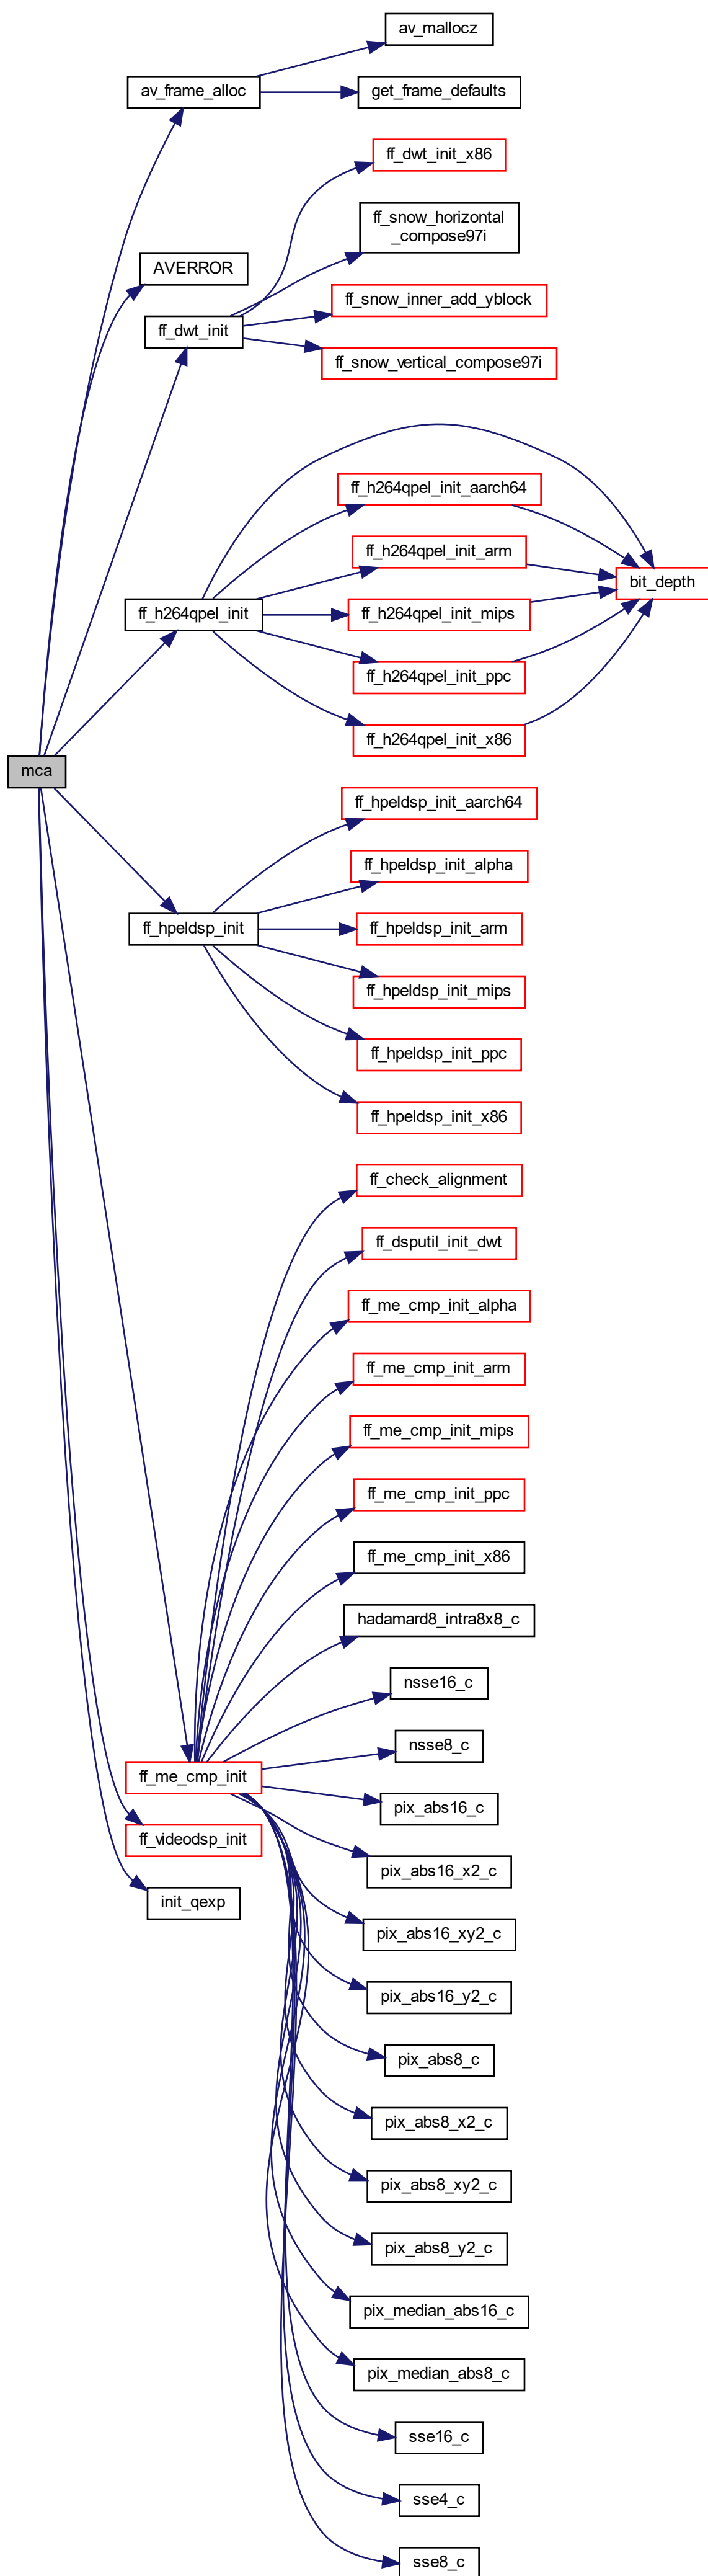 av_mallocz
av_frame_alloc
get_frame_defaults
ff_dwt_init_x86
ff_snow_horizontal
_compose97i
AVERROR
ff_snow_inner_add_yblock
ff_dwt_init
ff_snow_vertical_compose97i
ff_h264qpel_init_aarch64
ff_h264qpel_init_arm
bit_depth
ff_h264qpel_init
ff_h264qpel_init_mips
ff_h264qpel_init_ppc
ff_h264qpel_init_x86
mca
ff_hpeldsp_init_aarch64
ff_hpeldsp_init_alpha
ff_hpeldsp_init
ff_hpeldsp_init_arm
ff_hpeldsp_init_mips
ff_hpeldsp_init_ppc
ff_hpeldsp_init_x86
ff_check_alignment
ff_dsputil_init_dwt
ff_me_cmp_init_alpha
ff_me_cmp_init_arm
ff_me_cmp_init_mips
ff_me_cmp_init_ppc
ff_me_cmp_init_x86
hadamard8_intra8x8_c
nsse16_c
nsse8_c
ff_me_cmp_init
pix_abs16_c
ff_videodsp_init
pix_abs16_x2_c
init_qexp
pix_abs16_xy2_c
pix_abs16_y2_c
pix_abs8_c
pix_abs8_x2_c
pix_abs8_xy2_c
pix_abs8_y2_c
pix_median_abs16_c
pix_median_abs8_c
sse16_c
sse4_c
sse8_c